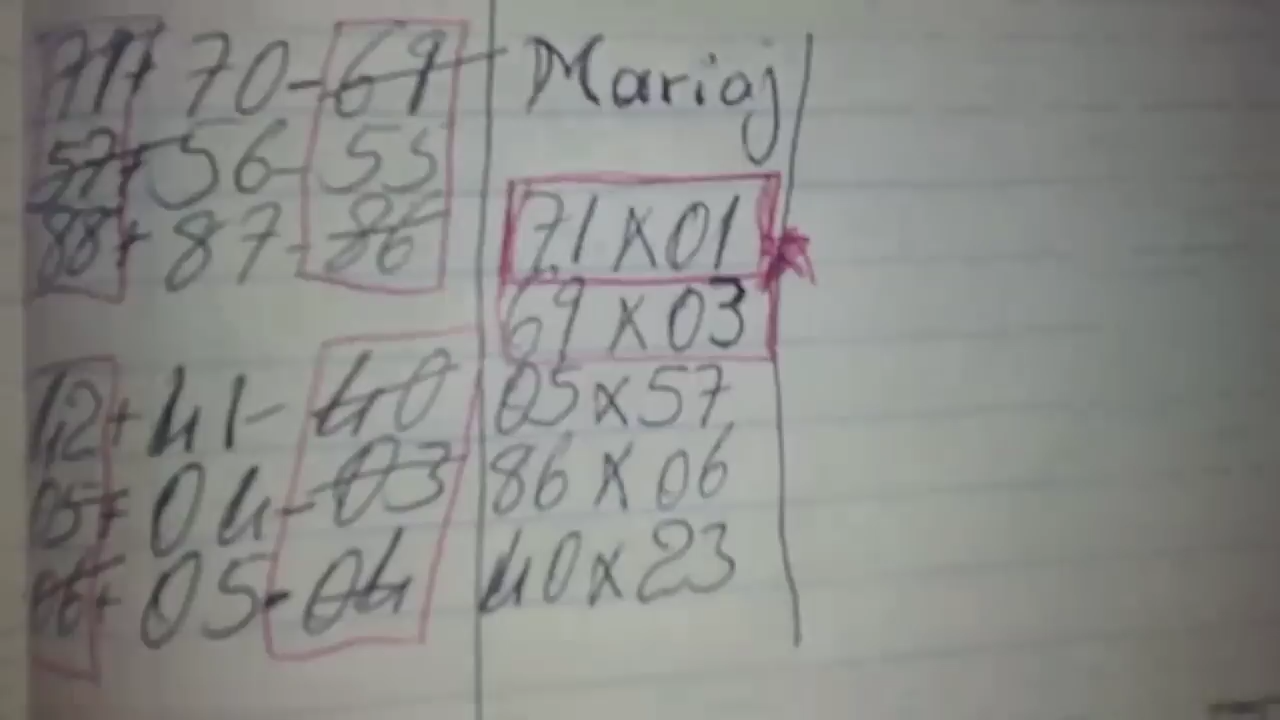 71+ 70-69
57+ 56-55
88+ 87-86
42+ 41-40
05+ 04-03
06+ 05-04
Mariaj
71X01
69X03
05x57
86X06
40x23